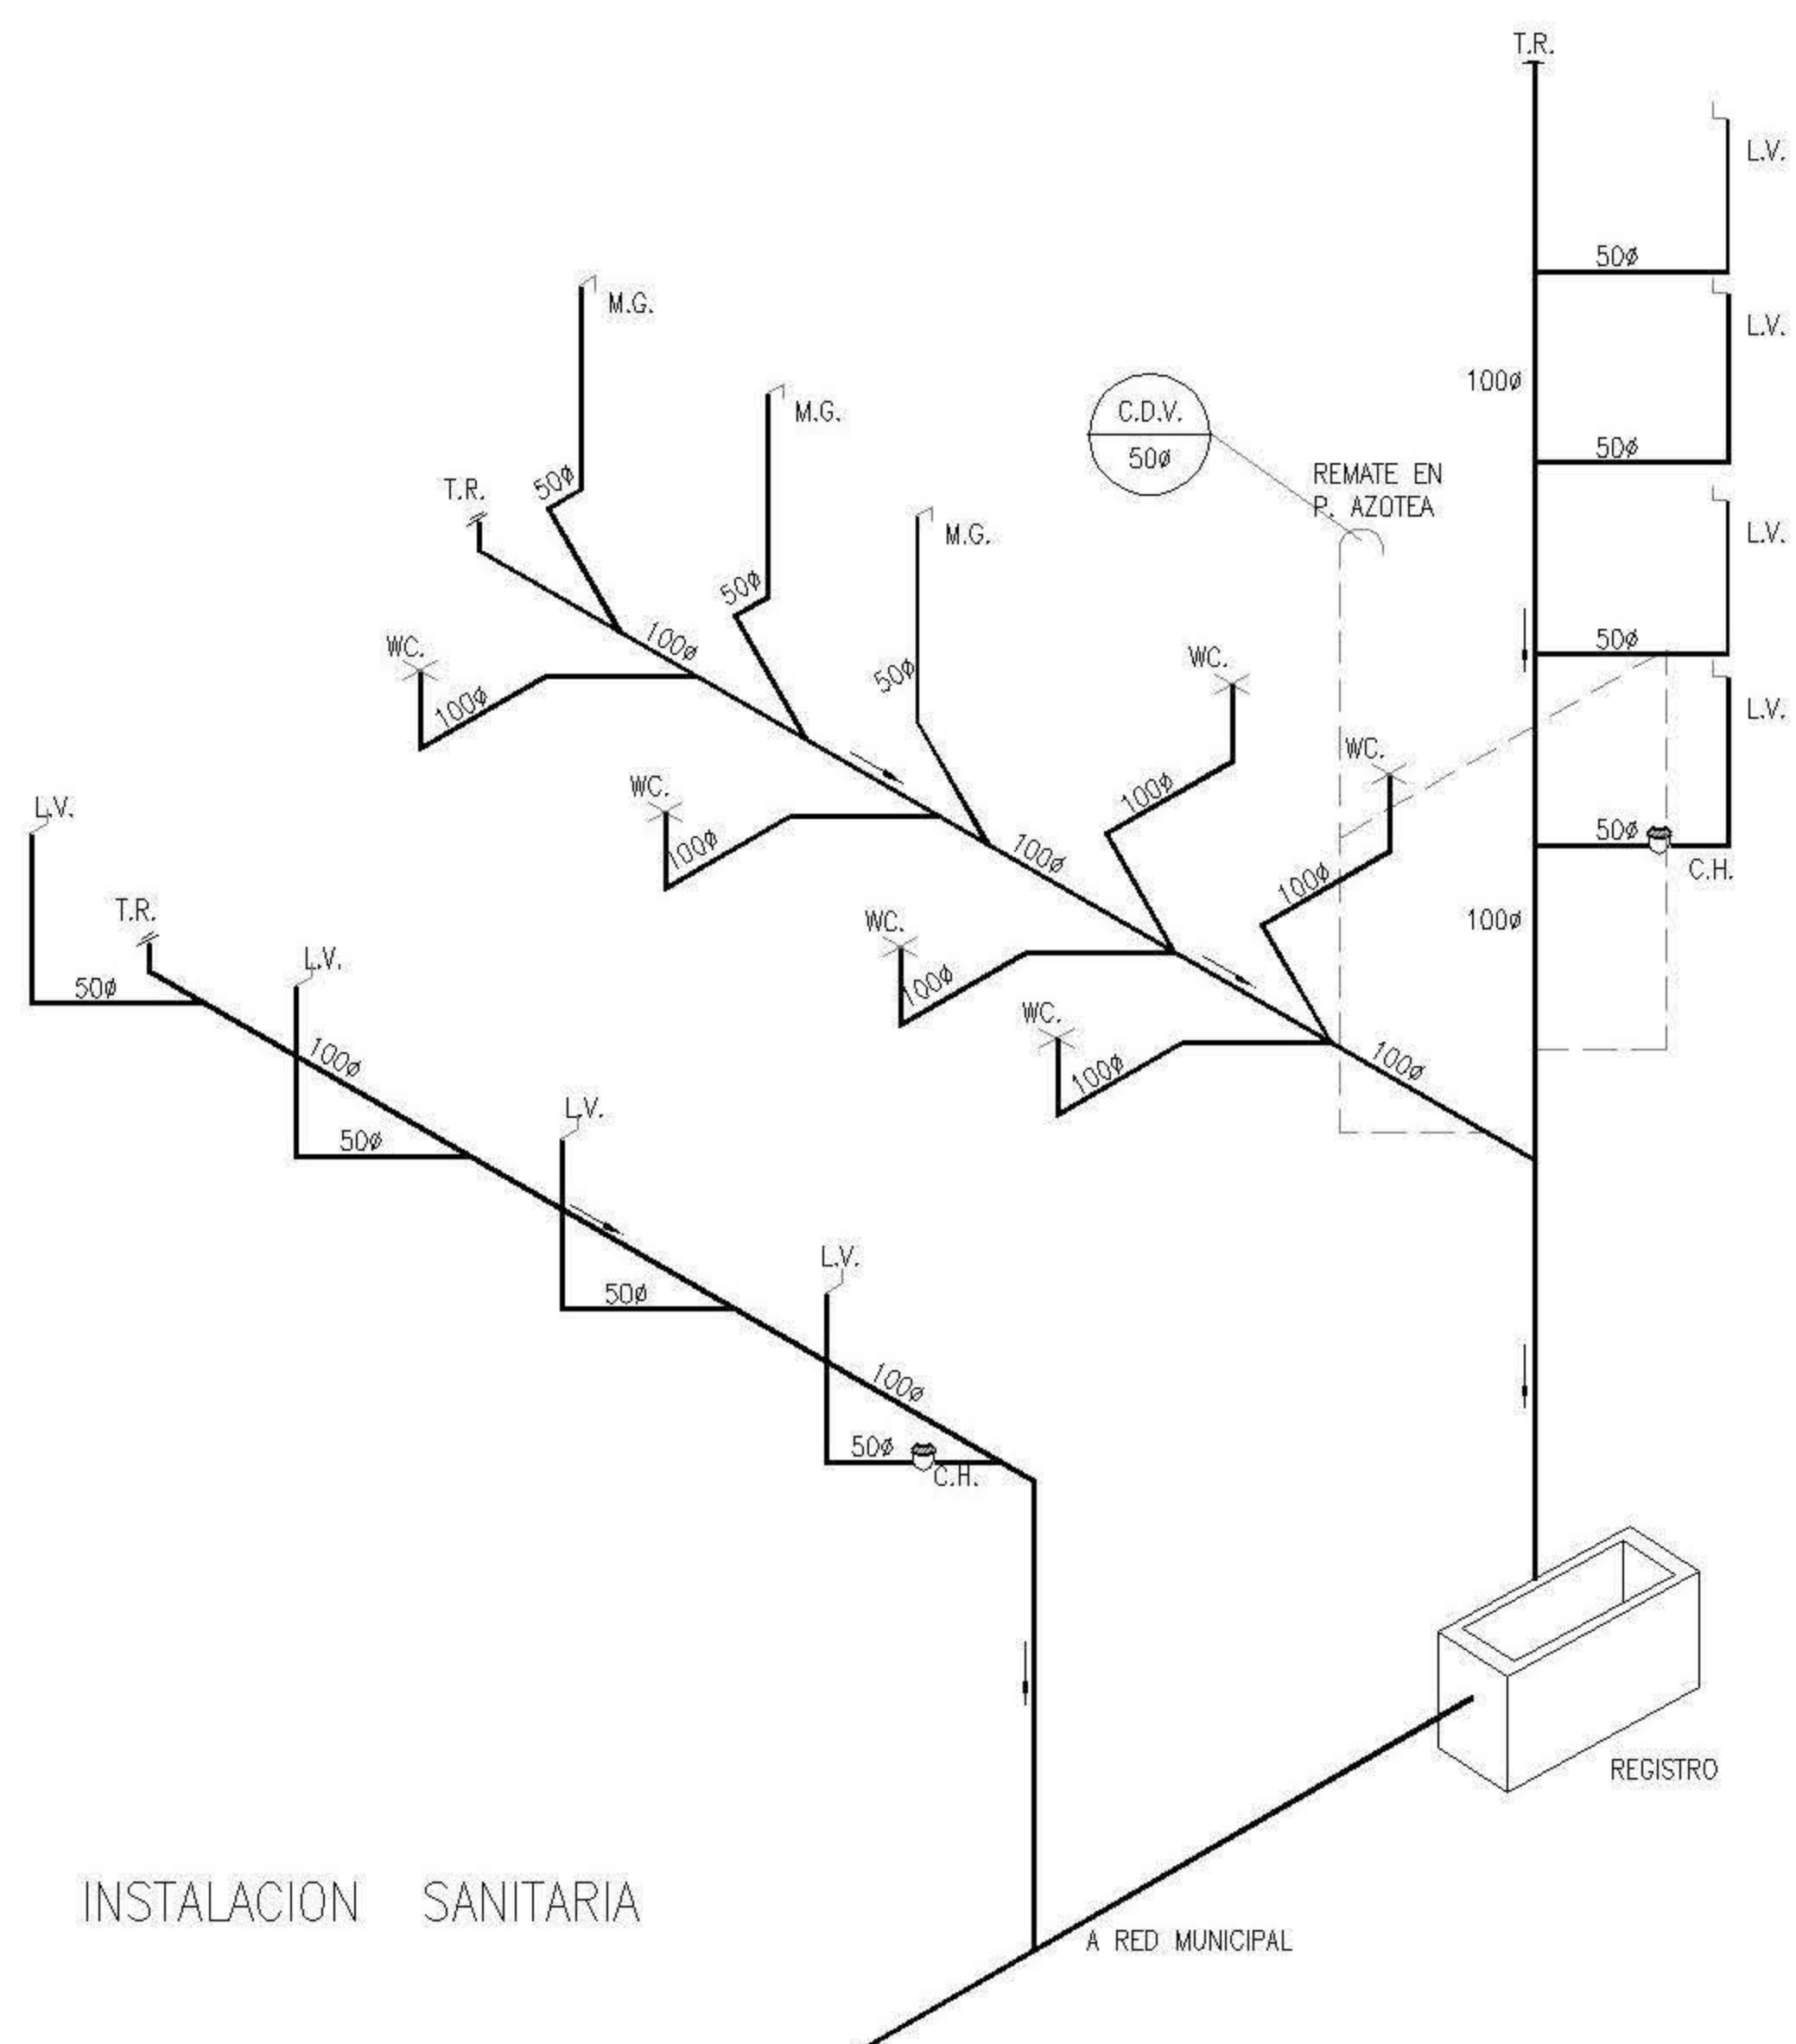 T.R.
L.V.
50ø
M.G.
L.V.
100ø
M.G.
C.D.V.
50ø
50ø
REMATE EN
P. AZOTEA
50ø
T.R.
M.G.
L.V.
50ø
WC.
100ø
50ø
50ø
WC.
100ø
L.V.
WC.
100ø
WC.
L.V.
100ø
100ø
100ø
50ø
C.H.
100ø
T.R.
WC.
100ø
L.V.
50ø
100ø
WC.
100ø
100ø
100ø
L.V.
50ø
L.V.
50ø
100ø
50ø
C.H.
REGISTRO
INSTALACION SANITARIA
A RED MUNICIPAL